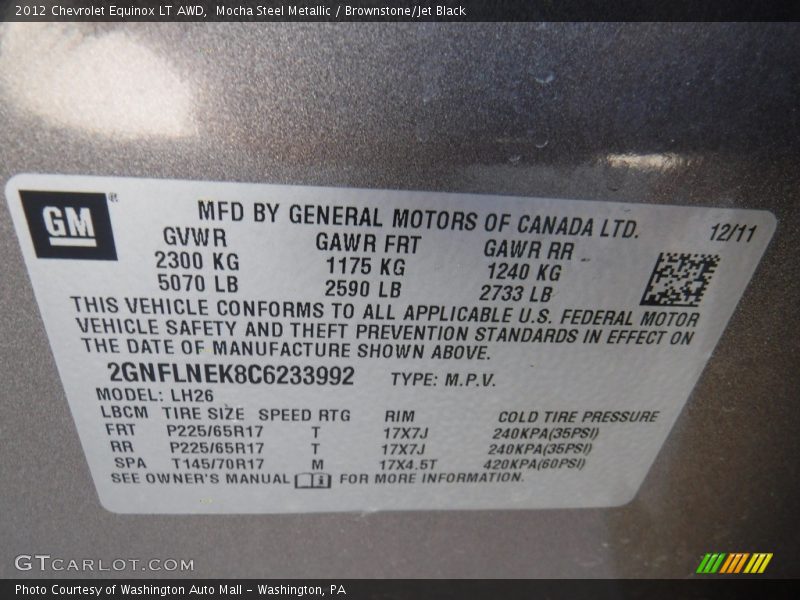 2012 Chevrolet Equinox LT AWD,  Mocha Steel Metallic / Brownstone/Jet Black
GM®
MFD BY GENERAL MOTORS OF CANADA LTD. 12/11
GVWR GAWR FRT GAWR RR
2300 KG 1175 KG 1240 KG
5070 LB 2590 LB 2733 LB
THIS VEHICLE CONFORMS TO ALL APPLICABLE U.S. FEDERAL MOTOR
VEHICLE SAFETY AND THEFT PREVENTION STANDARDS IN EFFECT ON
THE DATE OF MANUFACTURE SHOWN ABOVE.
2GNFLNEK8C6233992 TYPE: M.P.V.
MODEL: LH26
LBCM TIRE SIZE SPEED RTG RIM COLD TIRE PRESSURE
FRT P225/65R17 T 17X7J 240KPA(35PSI)
RR P225/65R17 T 17X7J 240KPA(35PSI)
SPA T145/70R17 M 17X4.5T 420KPA(60PSI)
SEE OWNER'S MANUAL FOR MORE INFORMATION.
GTCARLOT.COM
Photo Courtesy of Washington Auto Mall – Washington, PA